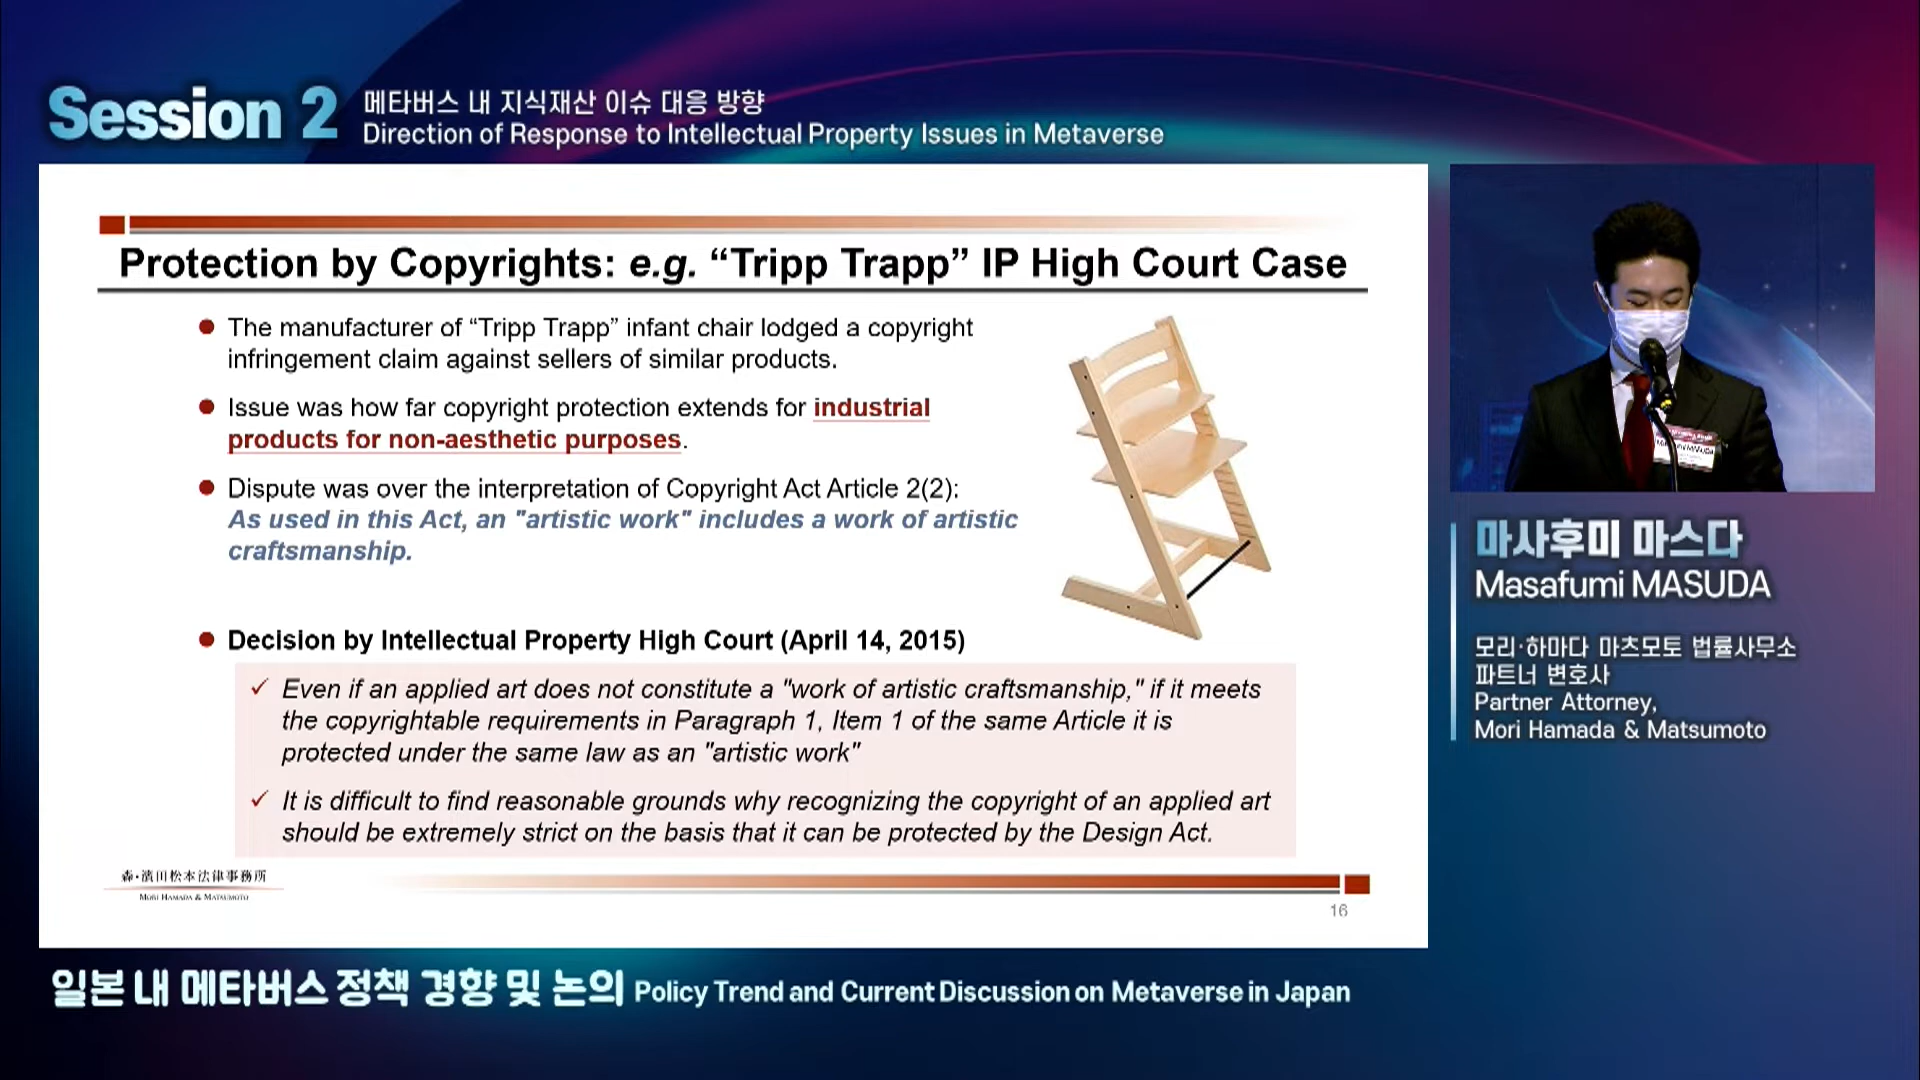 Session 2
메타버스 내 지식재산 이슈 대응 방향
Direction of Response to Intellectual Property Issues in Metaverse
Protection by Copyrights: e.g. “Tripp Trapp” IP High Court Case
● The manufacturer of “Tripp Trapp” infant chair lodged a copyright
infringement claim against sellers of similar products.
● Issue was how far copyright protection extends for industrial
products for non-aesthetic purposes.
● Dispute was over the interpretation of Copyright Act Article 2(2):
As used in this Act, an "artistic work" includes a work of artistic
craftsmanship.
● Decision by Intellectual Property High Court (April 14, 2015)
✓ Even if an applied art does not constitute a "work of artistic craftsmanship," if it meets
the copyrightable requirements in Paragraph 1, Item 1 of the same Article it is
protected under the same law as an "artistic work"
✓ It is difficult to find reasonable grounds why recognizing the copyright of an applied art
should be extremely strict on the basis that it can be protected by the Design Act.
森・濱田松本法律事務所
MORI HAMADA & MATSUMOTO
16
마사후미 마스다
Masafumi MASUDA
모리·하마다 마츠모토 법률사무소
파트너 변호사
Partner Attorney,
Mori Hamada & Matsumoto
일본 내 메타버스 정책 경향 및 논의 Policy Trend and Current Discussion on Metaverse in Japan